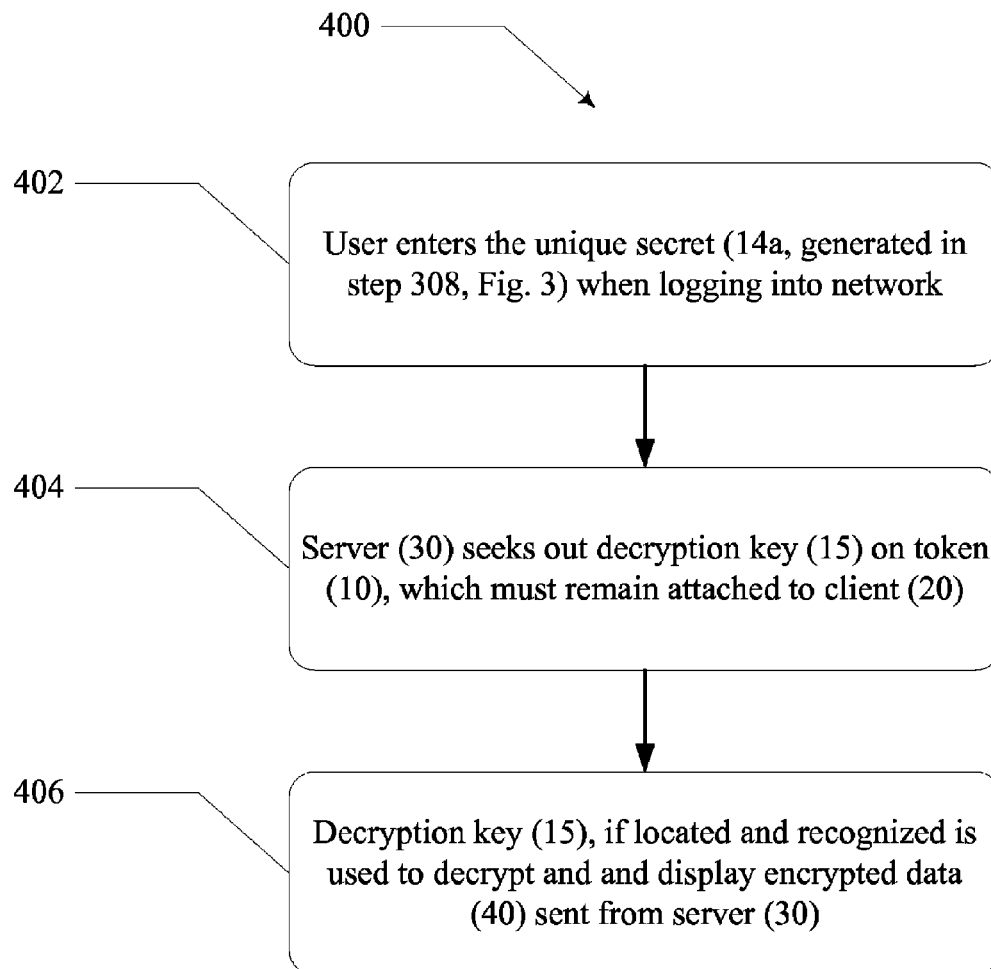 400
402
User enters the unique secret (14a, generated in
step 308, Fig. 3) when logging into network
404
Server (30) seeks out decryption key (15) on token
(10), which must remain attached to client (20)
406
Decryption key (15), if located and recognized is
used to decrypt and and display encrypted data
(40) sent from server (30)